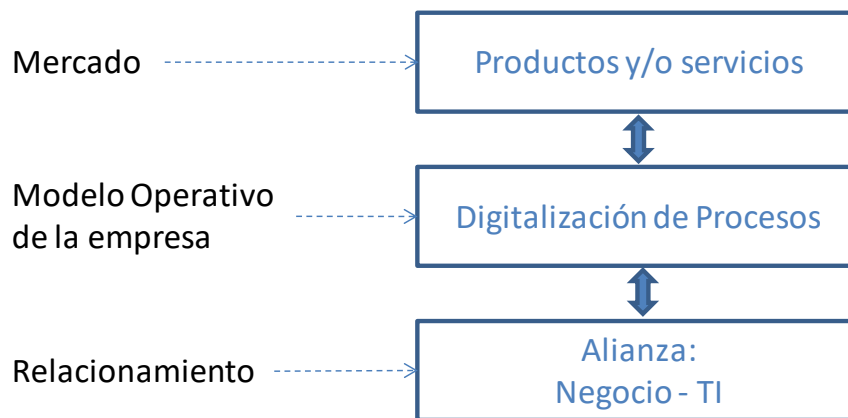 Mercado
Productos y/o servicios
Modelo Operativo
de la empresa
Digitalización de Procesos
Relacionamiento
Alianza:
Negocio - TI